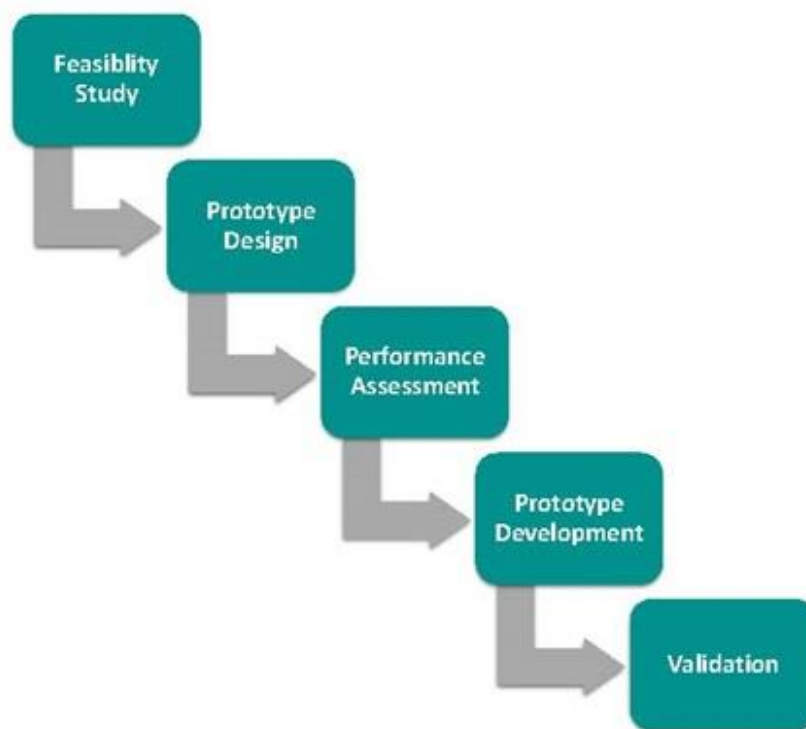 Feasiblity
Study
Prototype
Design
Performance
Assessment
Prototype
Development
Validation